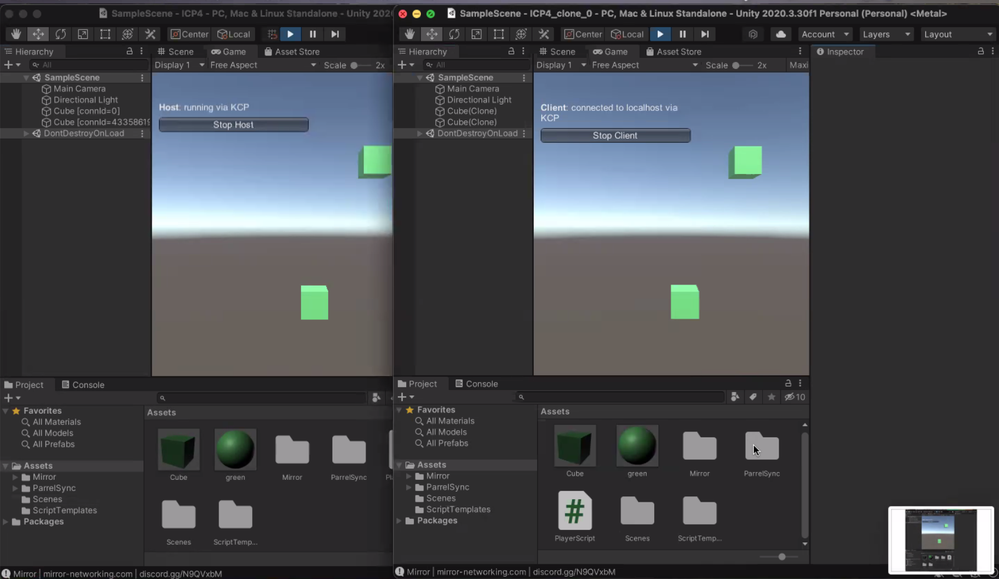 SampleScene - ICP4 - PC, Mac & Linux Standalone - Unity 2020
Center
Local
Hierarchy
All
SampleScene
Main Camera
Directional Light
Cube [connId=0]
Cube [connId=43358619
DontDestroyOnLoad
Scene
Game
Asset Store
Display 1
Free Aspect
Scale
2x
Host: running via KCP
Stop Host
Project
Console
Favorites
All Materials
All Models
All Prefabs
Assets
Mirror
ParrelSync
Scenes
ScriptTemplates
Packages
Assets
Cube
green
Mirror
ParrelSync
Scenes
ScriptTemp...
Mirror | mirror-networking.com | discord.gg/N9QVxbM
SampleScene - ICP4_clone_0 - PC, Mac & Linux Standalone - Unity 2020.3.30f1 Personal (Personal) <Metal>
Center
Local
Account
Layers
Layout
Hierarchy
All
SampleScene
Main Camera
Directional Light
Cube(Clone)
Cube(Clone)
DontDestroyOnLoad
Scene
Game
Asset Store
Display 1
Free Aspect
Scale
2x
Maxi
Client: connected to localhost via
KCP
Stop Client
Inspector
Project
Console
10
Favorites
All Materials
All Models
All Prefabs
Assets
Mirror
ParrelSync
Scenes
ScriptTemplates
Packages
Assets
Cube
green
Mirror
ParrelSync
#
PlayerScript
Scenes
ScriptTemp...
Mirror | mirror-networking.com | discord.gg/N9QVxbM